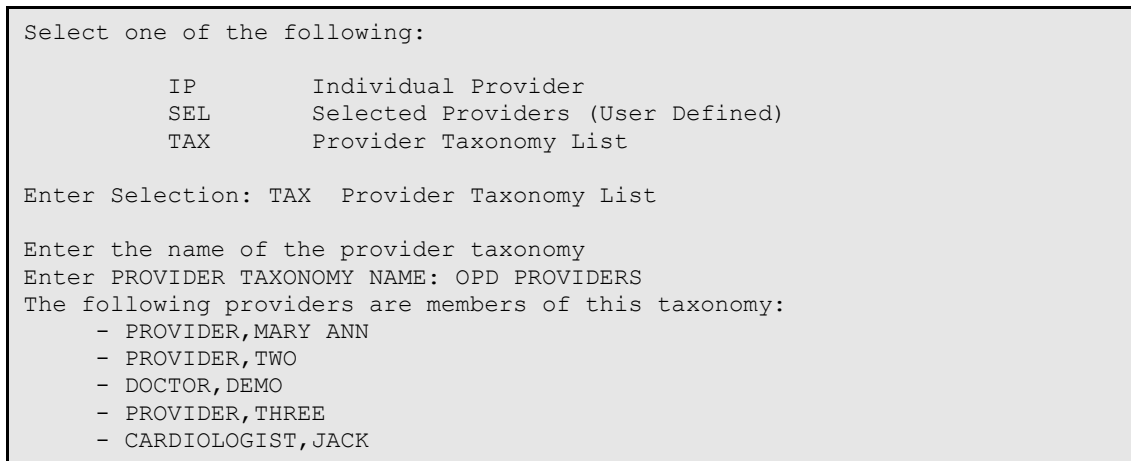 Select one of the following:
IP Individual Provider
SEL Selected Providers (User Defined)
TAX Provider Taxonomy List
Enter Selection: TAX Provider Taxonomy List
Enter the name of the provider taxonomy
Enter PROVIDER TAXONOMY NAME: OPD PROVIDERS
The following providers are members of this taxonomy:
- PROVIDER,MARY ANN
- PROVIDER,TWO
- DOCTOR,DEMO
- PROVIDER,THREE
- CARDIOLOGIST,JACK